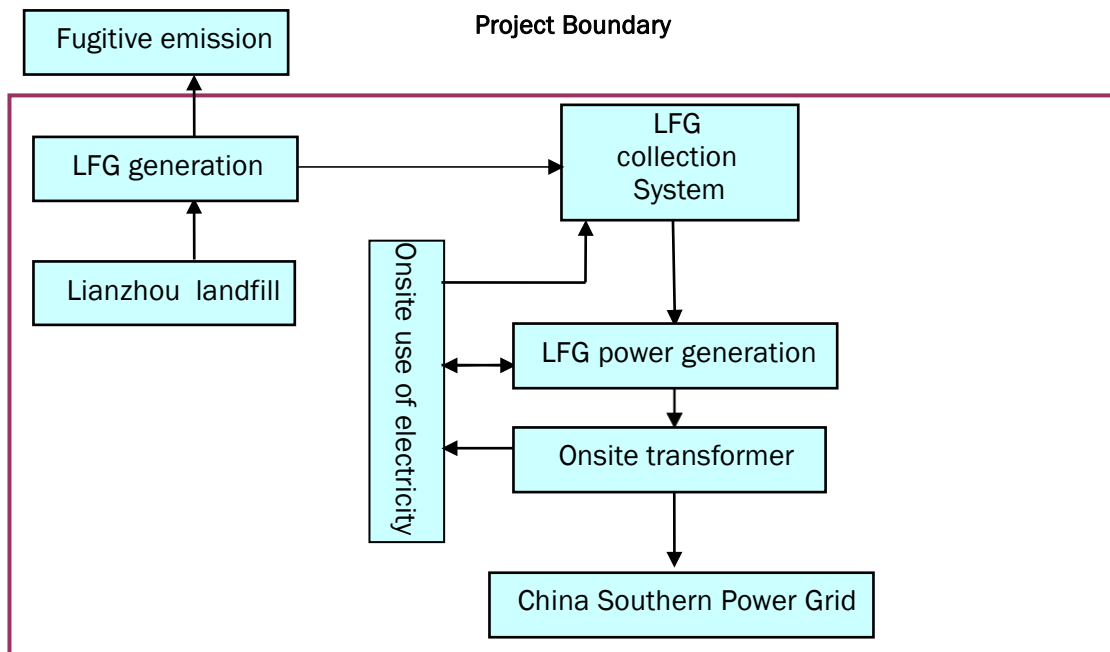 Project Boundary
Fugitive emission
LFG generation
LFG
collection
System
Lianzhou landfill
Onsite use of electricity
LFG power generation
Onsite transformer
China Southern Power Grid